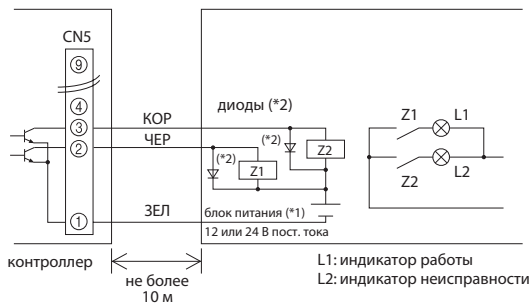 CN5
⑨
④
③
②
①
КОР
ЧЕР
ЗЕЛ
диоды (*2)
(*2)
(*2)
Z2
Z1
блок питания (*1)
12 или 24 В пост. тока
Z1
L1
Z2
L2
контроллер
не более
10 м
L1: индикатор работы
L2: индикатор неисправности